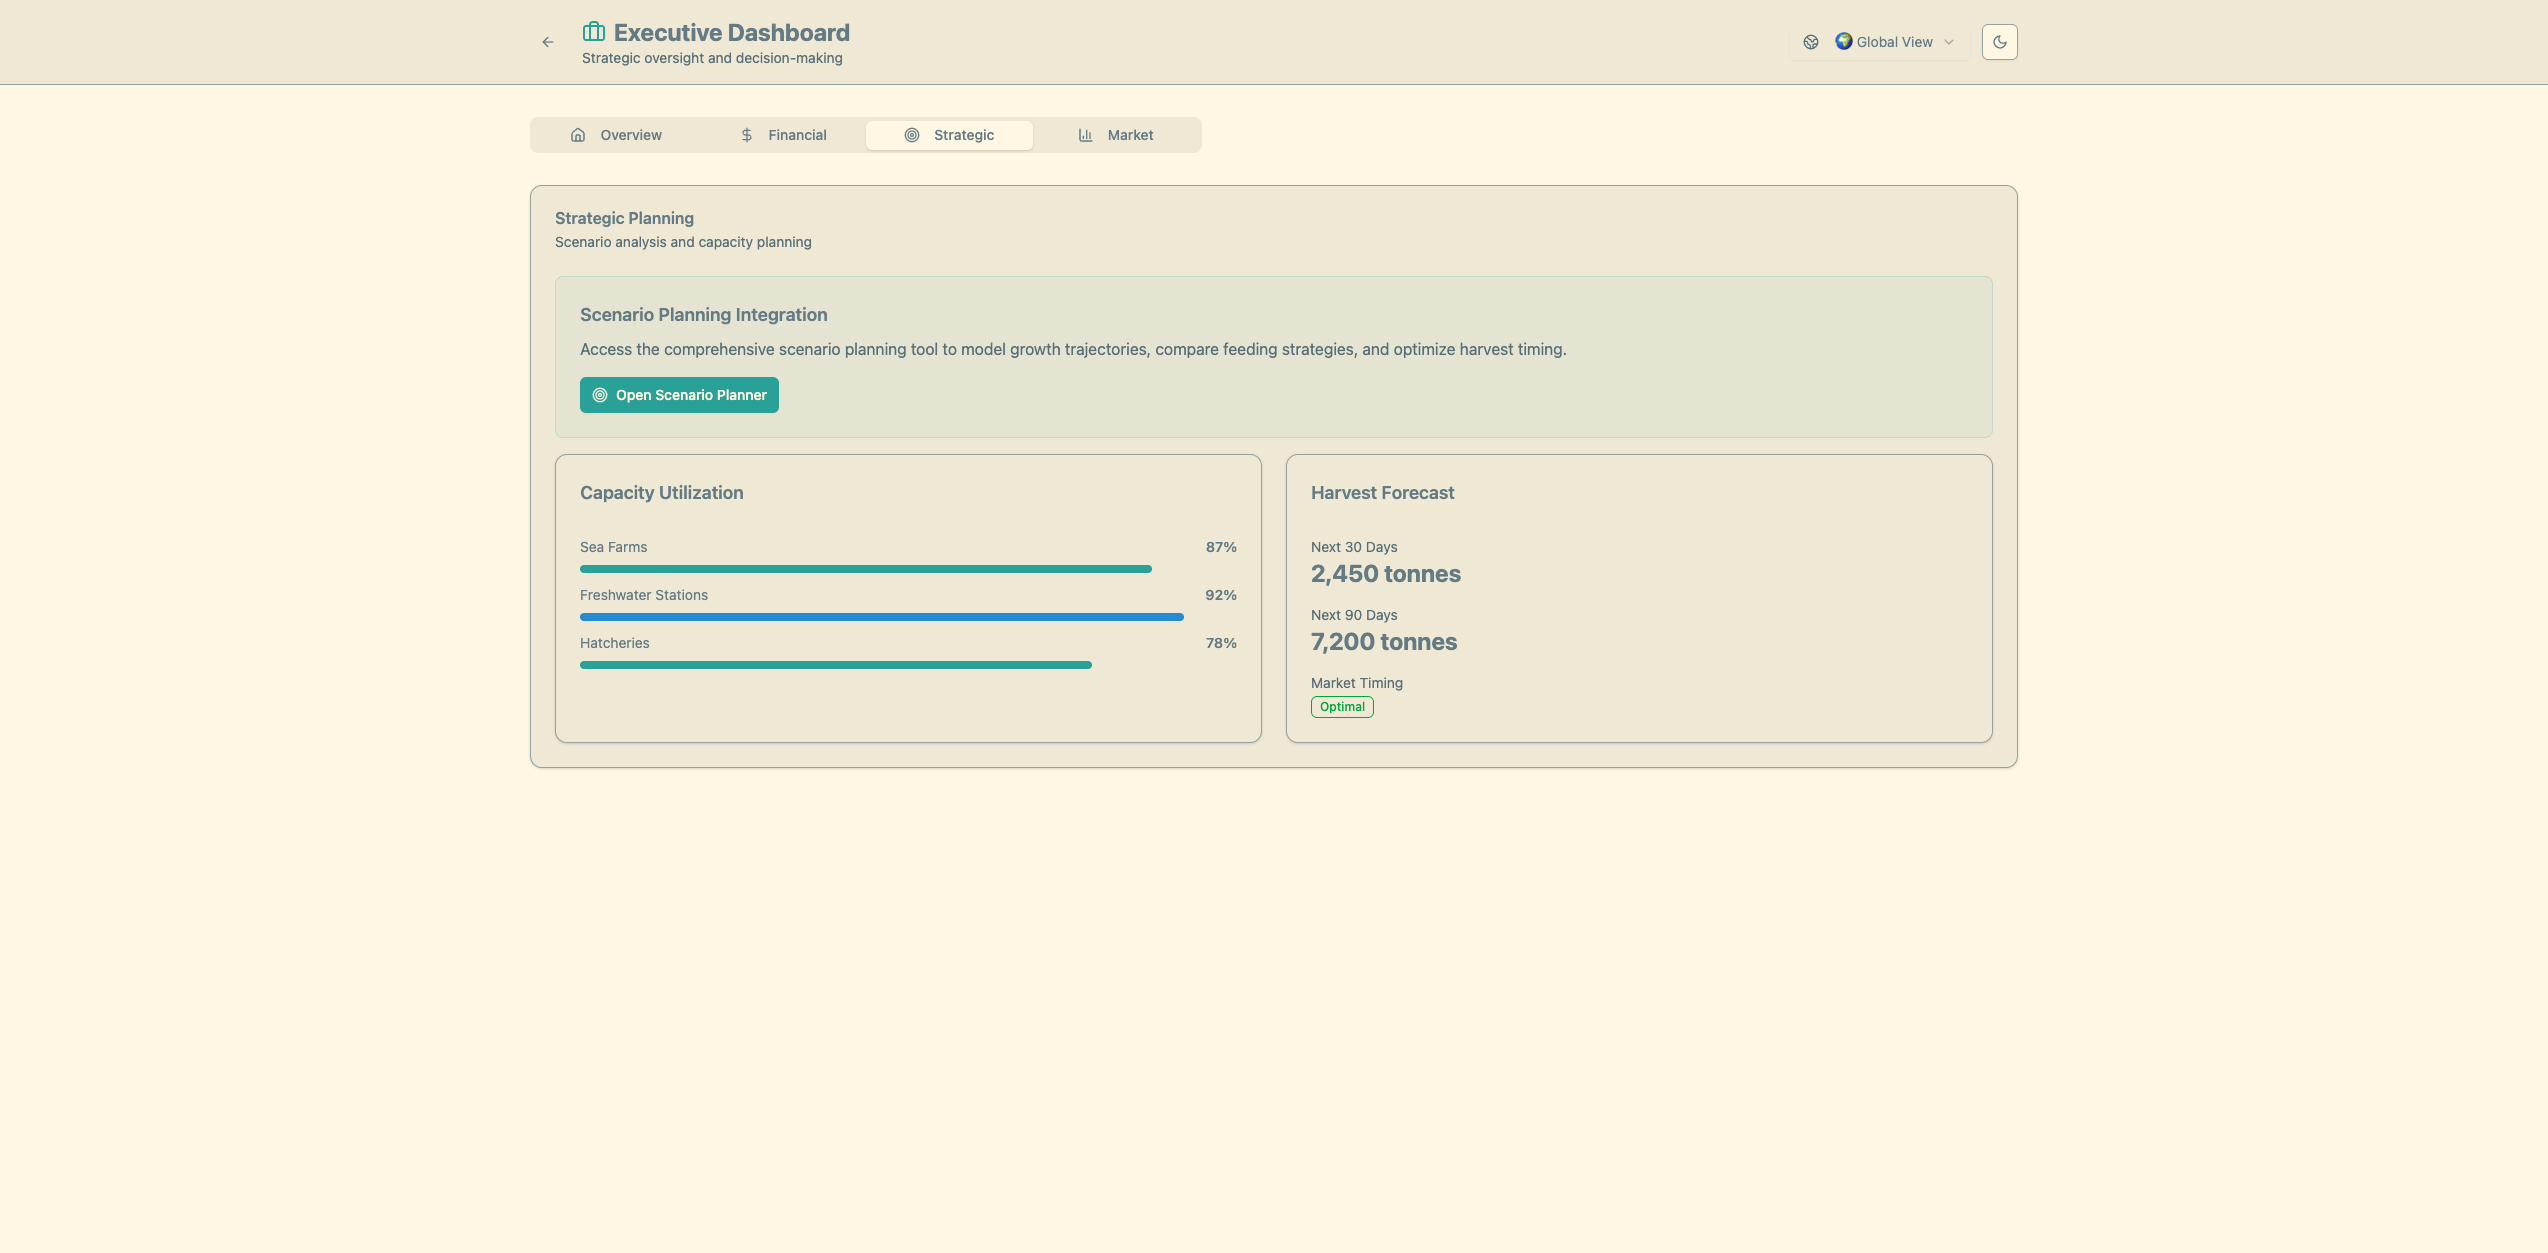 Executive Dashboard
Strategic oversight and decision-making
Global View
Overview
Financial
Strategic
Market
Strategic Planning
Scenario analysis and capacity planning
Scenario Planning Integration
Access the comprehensive scenario planning tool to model growth trajectories, compare feeding strategies, and optimize harvest timing.
Open Scenario Planner
Capacity Utilization
Sea Farms 87%
Freshwater Stations 92%
Hatcheries 78%
Harvest Forecast
Next 30 Days
2,450 tonnes
Next 90 Days
7,200 tonnes
Market Timing
Optimal